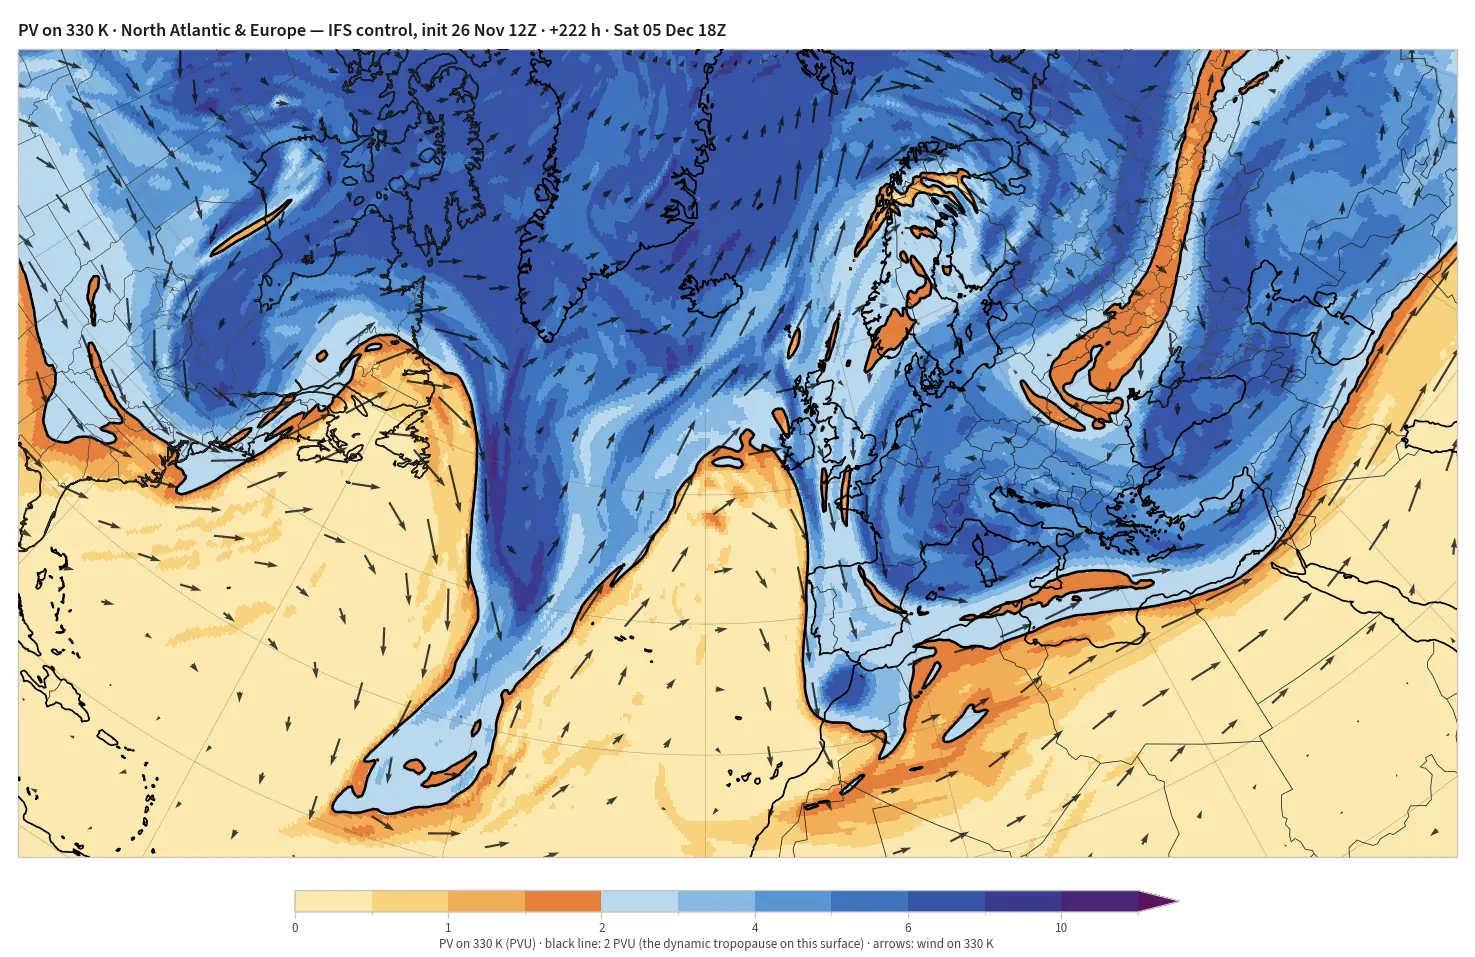 PV on 330 K · North Atlantic & Europe — IFS control, init 26 Nov 12Z · +222 h · Sat 05 Dec 18Z
0 1 2 4 6 10
PV on 330 K (PVU) · black line: 2 PVU (the dynamic tropopause on this surface) · arrows: wind on 330 K